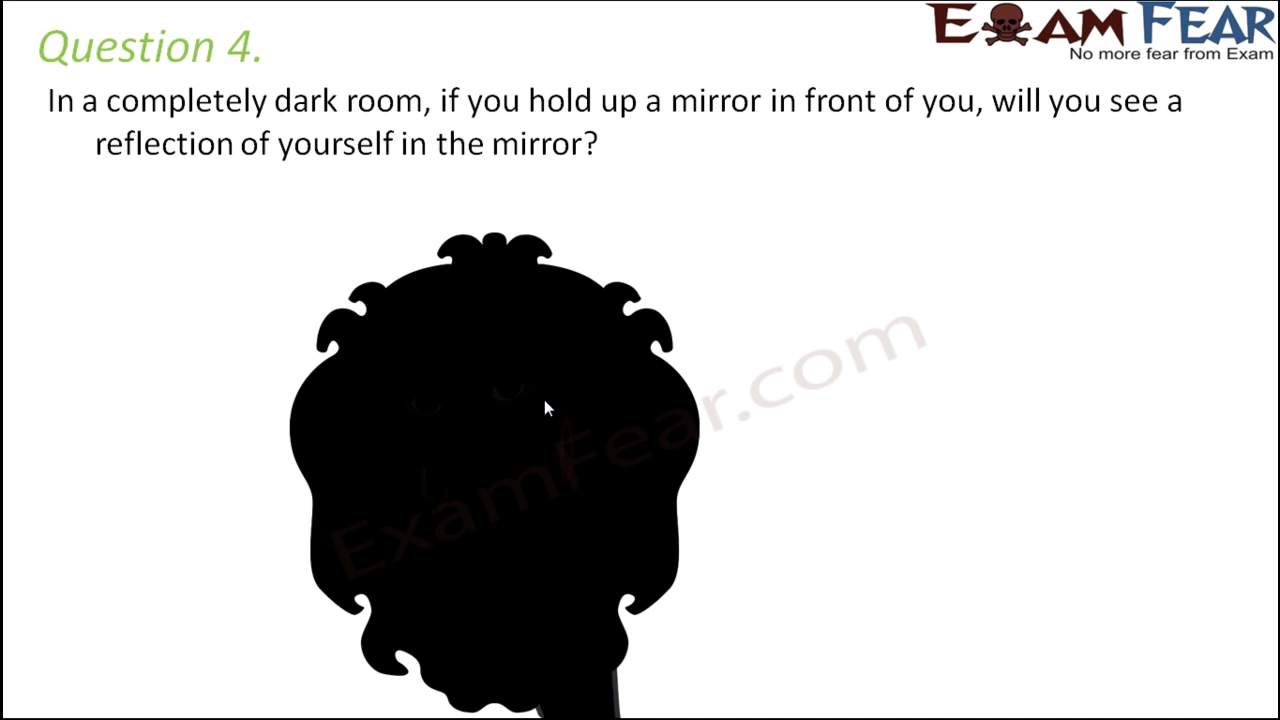 EXAM FEAR
No more fear from Exam
Question 4.
In a completely dark room, if you hold up a mirror in front of you, will you see a
reflection of yourself in the mirror?
ExamFear.com